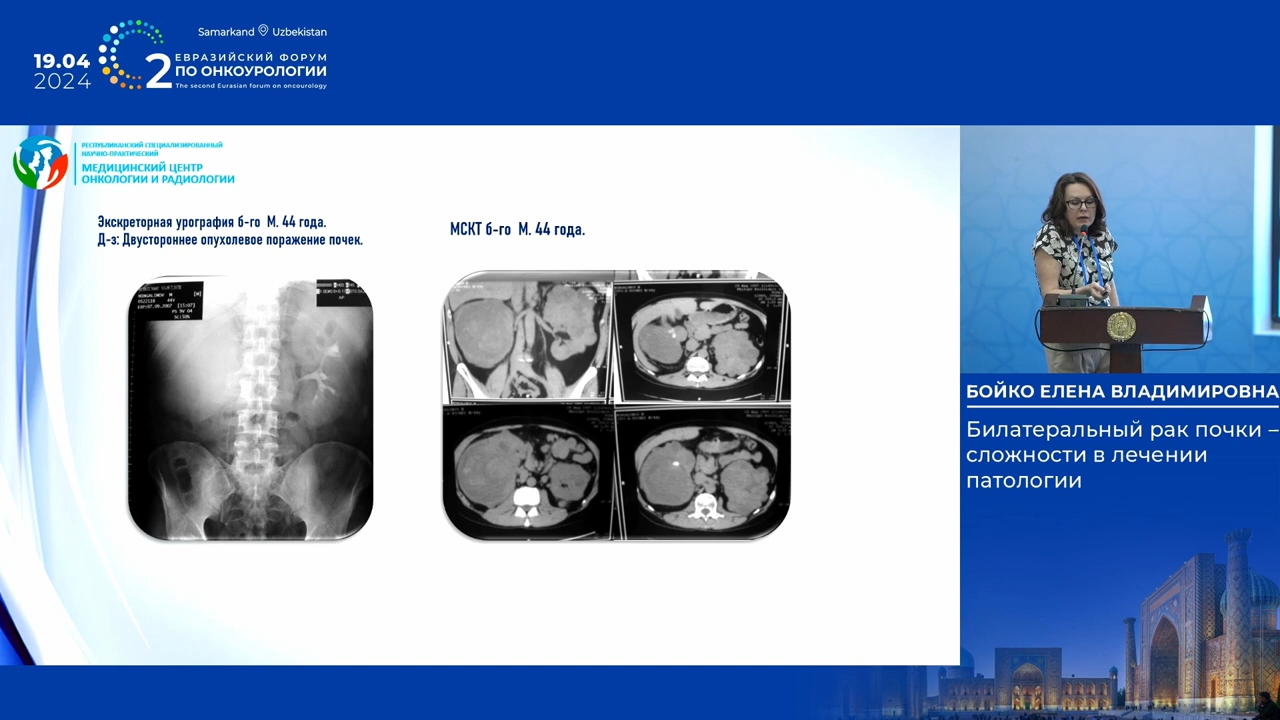 Samarkand Uzbekistan
19.04
2024
2
ЕВРАЗИЙСКИЙ ФОРУМ
ПО ОНКОУРОЛОГИИ
The second Eurasian forum on oncourology
РЕСПУБЛИКАНСКИЙ СПЕЦИАЛИЗИРОВАННЫЙ
НАУЧНО-ПРАКТИЧЕСКИЙ
МЕДИЦИНСКИЙ ЦЕНТР
ОНКОЛОГИИ И РАДИОЛОГИИ
Экскреторная урография б-го М. 44 года.
Д-з: Двустороннее опухолевое поражение почек.
МСКТ б-го М. 44 года.
БОЙКО ЕЛЕНА ВЛАДИМИРОВНА
Билатеральный рак почки –
сложности в лечении
патологии